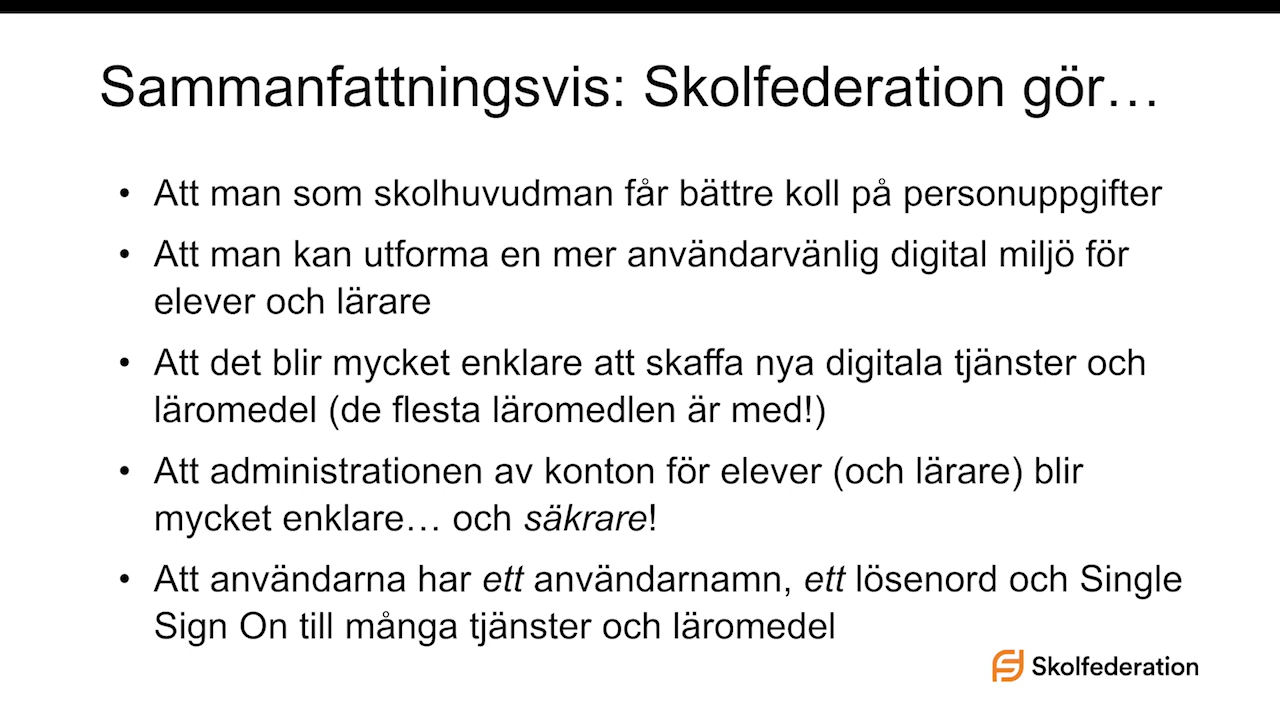 Sammanfattningsvis: Skolfederation gör…
• Att man som skolhuvudman får bättre koll på personuppgifter
• Att man kan utforma en mer användarvänlig digital miljö för
elever och lärare
• Att det blir mycket enklare att skaffa nya digitala tjänster och
läromedel (de flesta läromedlen är med!)
• Att administrationen av konton för elever (och lärare) blir
mycket enklare… och säkrare!
• Att användarna har ett användarnamn, ett lösenord och Single
Sign On till många tjänster och läromedel
Skolfederation